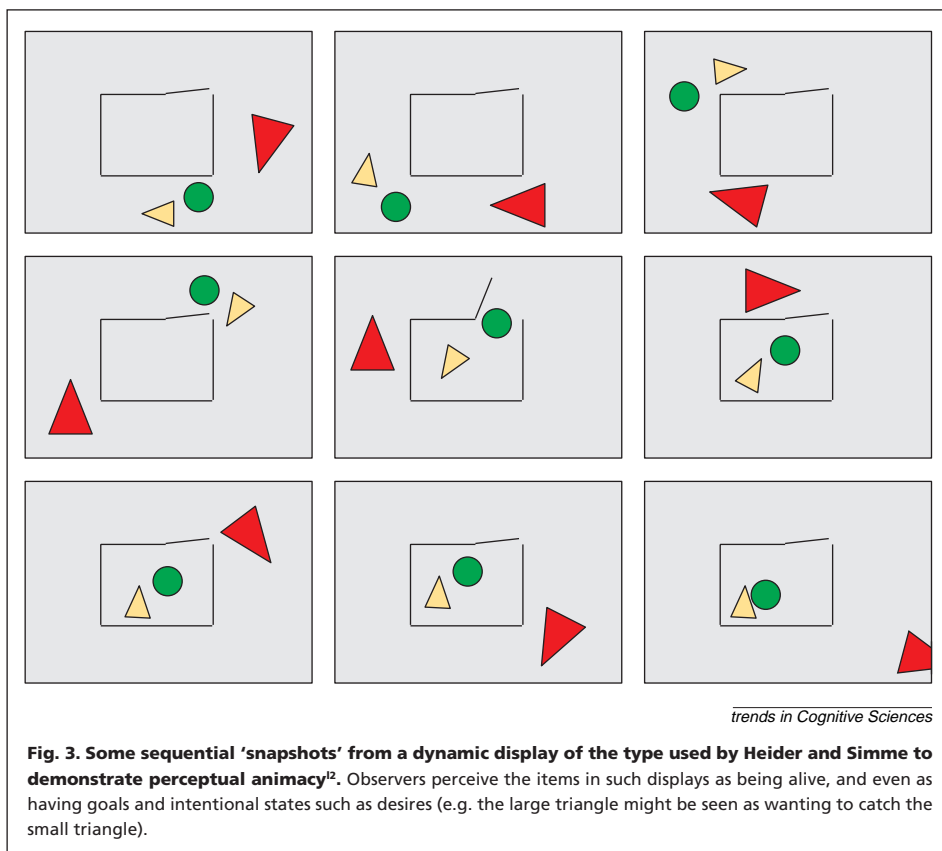 trends in Cognitive Sciences
Fig. 3. Some sequential ‘snapshots’ from a dynamic display of the type used by Heider and Simme to
demonstrate perceptual animacy¹². Observers perceive the items in such displays as being alive, and even as
having goals and intentional states such as desires (e.g. the large triangle might be seen as wanting to catch the
small triangle).